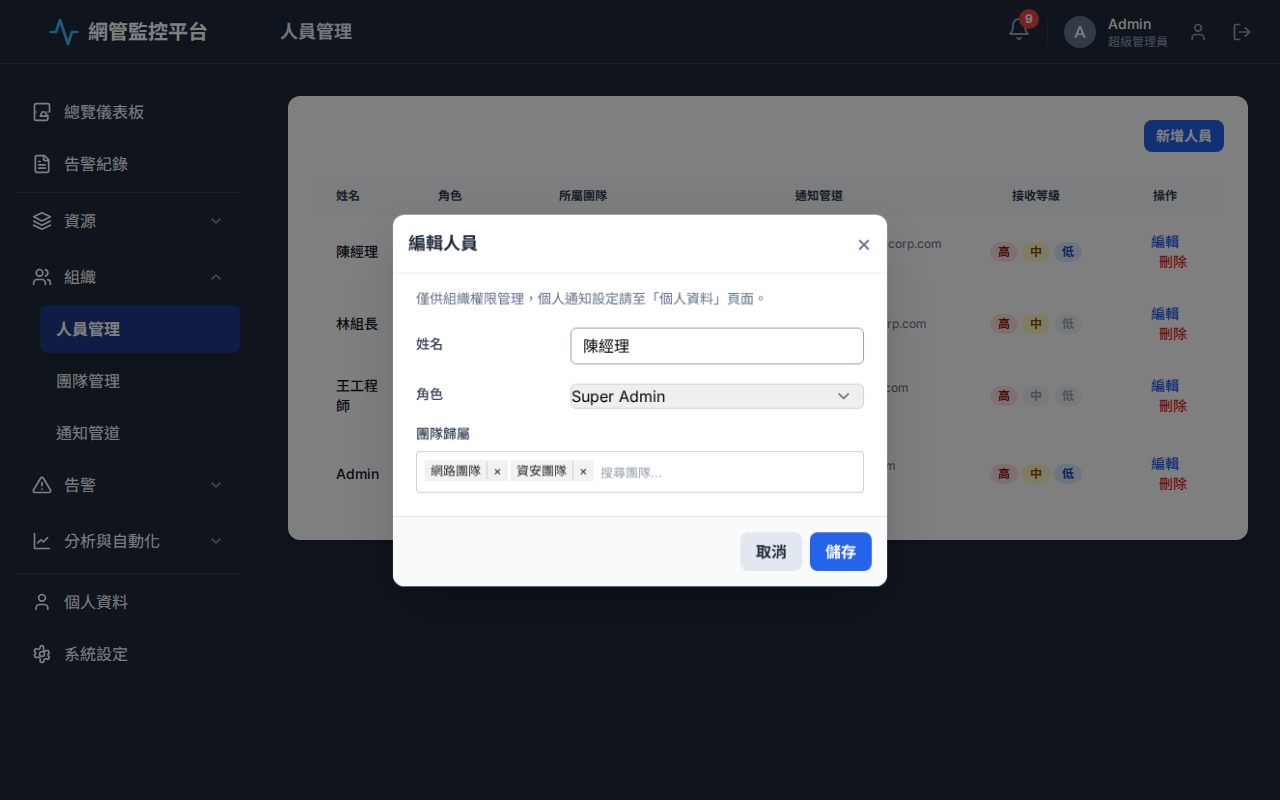 網管監控平台
人員管理
9
A
Admin
超級管理員
總覽儀表板
告警紀錄
資源
組織
人員管理
團隊管理
通知管道
告警
分析與自動化
個人資料
系統設定
新增人員
姓名 角色 所屬團隊 通知管道 接收等級 操作
陳經理 corp.com 高 中 低 編輯 刪除
林組長 rp.com 高 中 低 編輯 刪除
王工程師 com 高 中 低 編輯 刪除
Admin 高 中 低 編輯 刪除
編輯人員 ×
僅供組織權限管理，個人通知設定請至「個人資料」頁面。
姓名 陳經理
角色 Super Admin
團隊歸屬
網路團隊 × 資安團隊 × 搜尋團隊...
取消 儲存